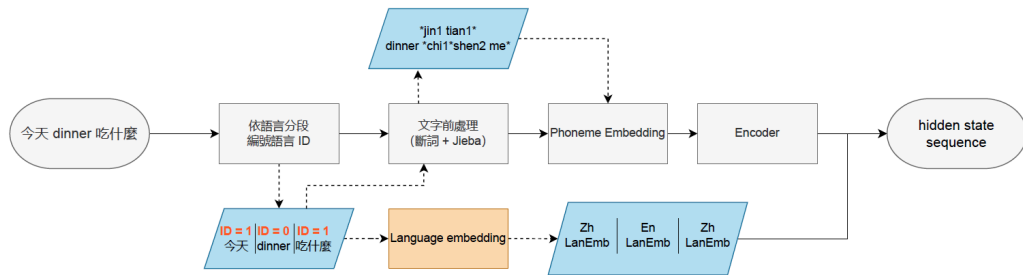 *jin1 tian1*
dinner *chi1*shen2 me*
今天 dinner 吃什麼
依語言分段
編號語言 ID
文字前處理
(斷詞 + Jieba)
Phoneme Embedding
Encoder
hidden state
sequence
ID = 1 ID = 0 ID = 1
今天 dinner 吃什麼
Language embedding
Zh
LanEmb
En
LanEmb
Zh
LanEmb